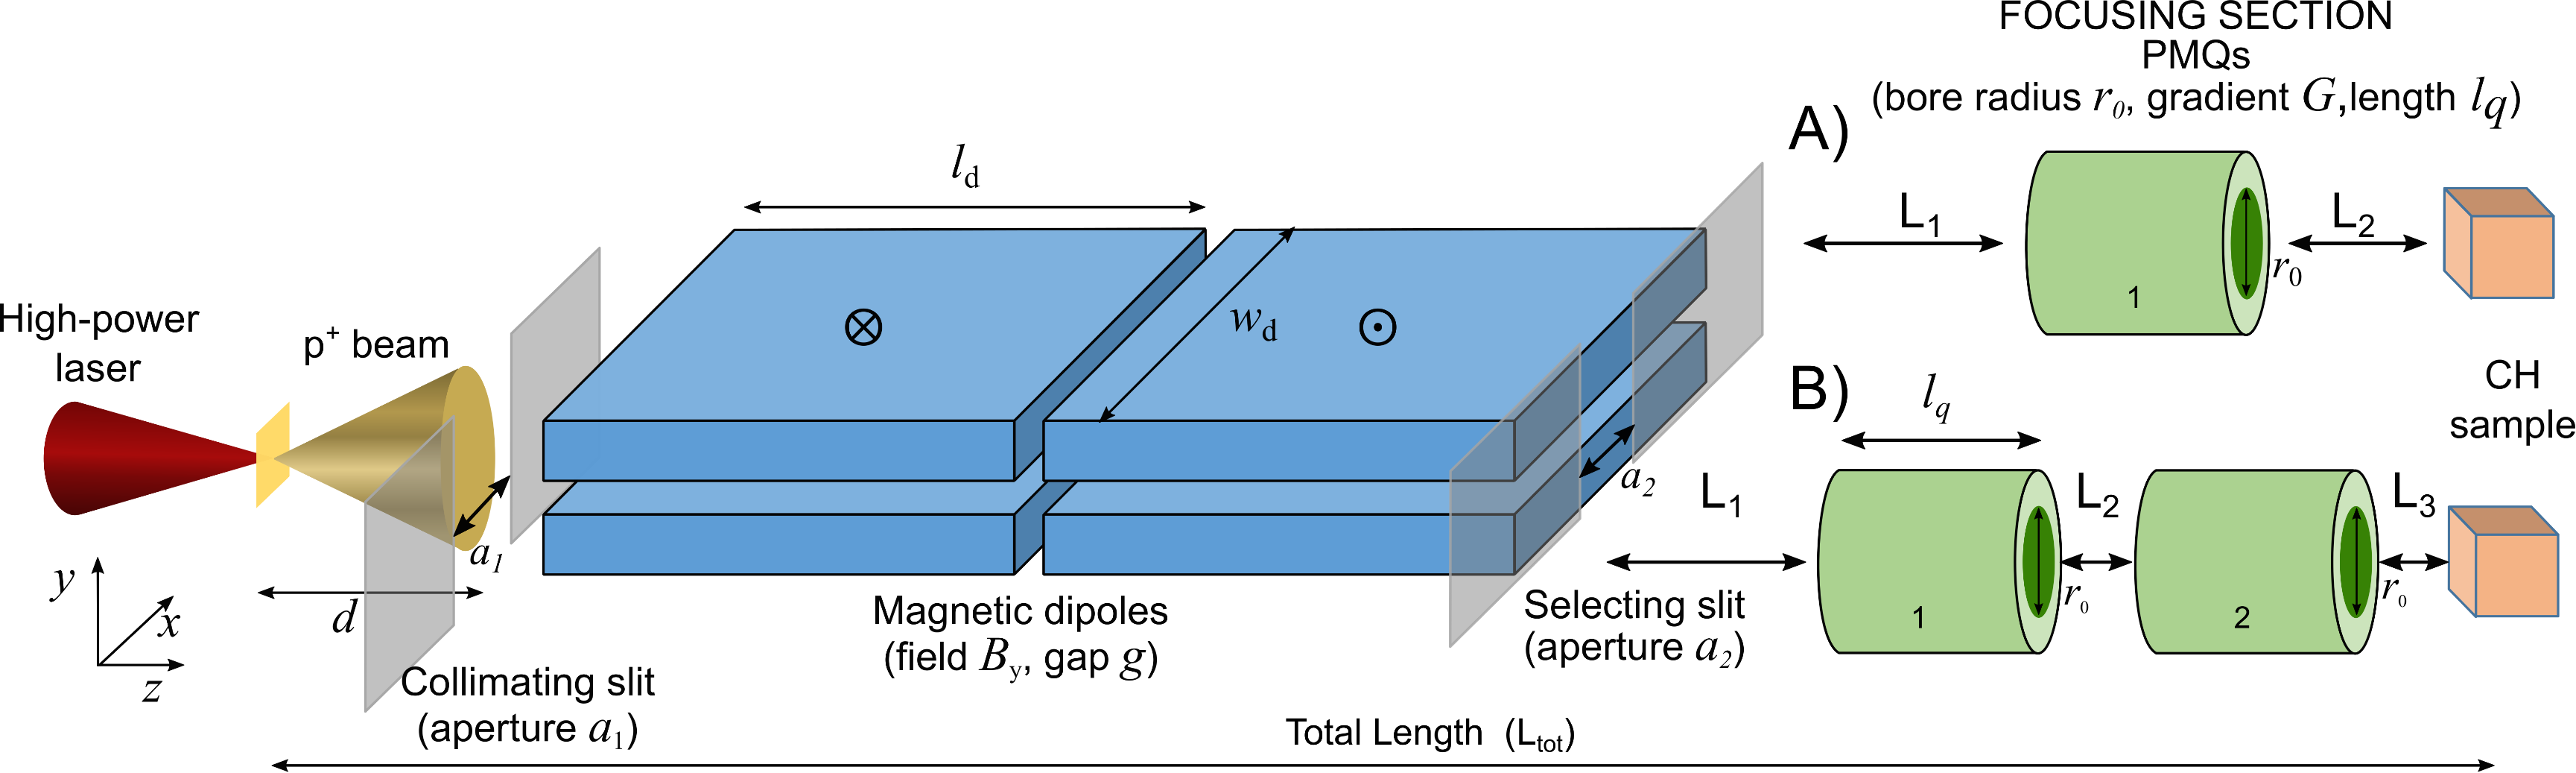 FOCUSING SECTION
PMQs
(bore radius r0, gradient G,length lq)
A)
L1
L2
1
r0
ld
wd
⊗
⊙
High-power
laser
p+ beam
a1
d
y
x
z
Collimating slit
(aperture a1)
Magnetic dipoles
(field By, gap g)
a2
Selecting slit
(aperture a2)
B)
lq
L1
L2
L3
1
r0
2
r0
CH
sample
Total Length (Ltot)